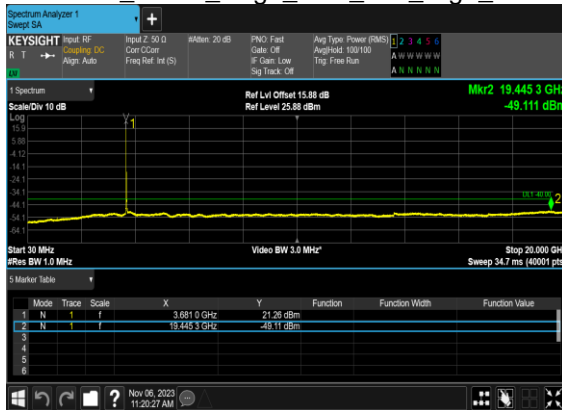 Spectrum Analyzer 1
Swept SA
KEYSIGHT Input: RF Input Z: 50 Ω #Atten: 20 dB PNO: Fast Avg Type: Power (RMS) 1 2 3 4 5 6
R T Coupling: DC Corr CCorr Gate: Off Avg|Hold: 100/100 A W W W W W
Align: Auto Freq Ref: Int (S) IF Gain: Low Trig: Free Run
LXI Sig Track: Off A N N N N N
1 Spectrum Ref Lvl Offset 15.88 dB Mkr2 19.445 3 GHz
Scale/Div 10 dB Ref Level 25.88 dBm -49.111 dBm
Log
1
15.9
5.88
-4.12
-14.1
-24.1
-34.1
2
-44.1
-54.1
-64.1
Start 30 MHz Video BW 3.0 MHz* Stop 20.000 GHz
#Res BW 1.0 MHz Sweep 34.7 ms (40001 pts)
5 Marker Table
Mode Trace Scale X Y Function Function Width Function Value
1 N 1 f 3.681 0 GHz 21.26 dBm
2 N 1 f 19.445 3 GHz -49.11 dBm
3
4
5
6
? Nov 06, 2023
11:20:27 AM